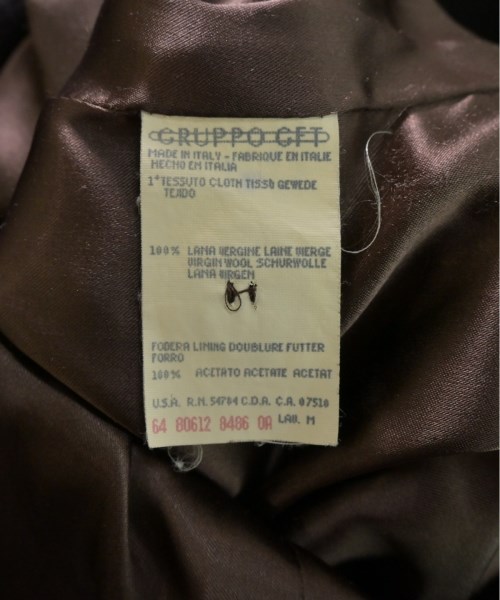 GRUPPO GFT
MADE IN ITALY - FABRIQUE EN ITALIE
HECHO EN ITALIA
1° TESSUTO CLOTH TISSU GEWEDE
TEJIDO
100% LANA VERGINE LAINE VIERGE
VIRGIN WOOL SCHURWOLLE
LANA VIRGEN
FODERA LINING DOUBLURE FUTTER
FORRO
100% ACETATO ACETATE ACETAT
U.S.A. R.N. 54784 C.D.A. C.A. 07510
64 80612 8486 0A LAB. M